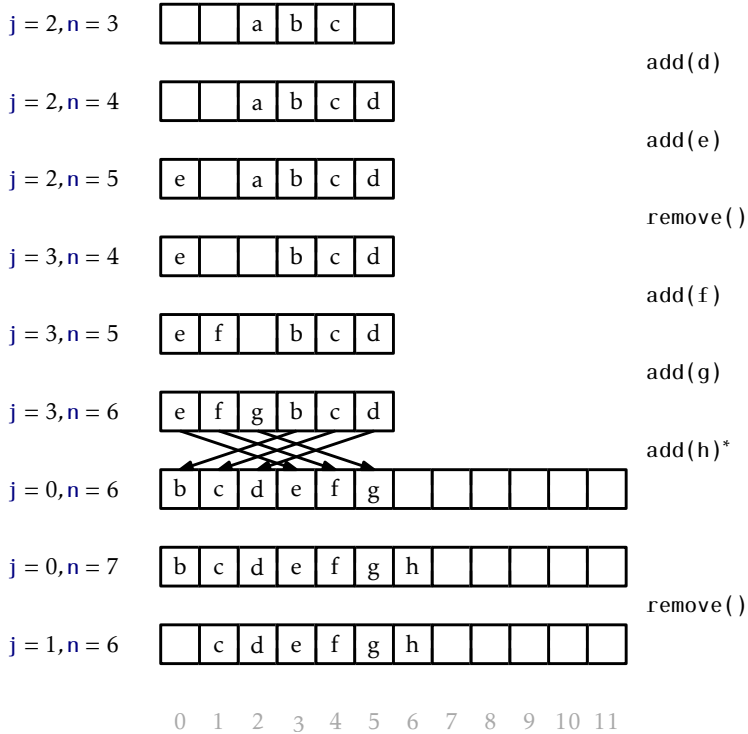 j = 2, n = 3 a b c
add(d)
j = 2, n = 4 a b c d
add(e)
j = 2, n = 5 e a b c d
remove()
j = 3, n = 4 e b c d
add(f)
j = 3, n = 5 e f b c d
add(g)
j = 3, n = 6 e f g b c d
add(h)*
j = 0, n = 6 b c d e f g
j = 0, n = 7 b c d e f g h
remove()
j = 1, n = 6 c d e f g h
0 1 2 3 4 5 6 7 8 9 10 11